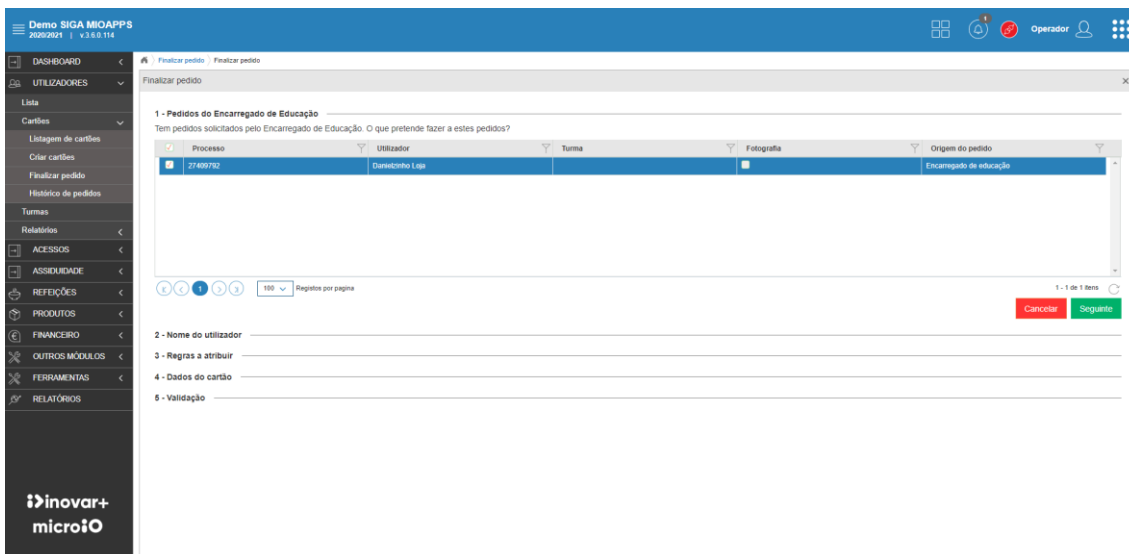 Demo SIGA MIOAPPS
2020/2021 | v.3.6.0.114
1
Operador
DASHBOARD
UTILIZADORES
Lista
Cartões
Listagem de cartões
Criar cartões
Finalizar pedido
Histórico de pedidos
Turmas
Relatórios
ACESSOS
ASSIDUIDADE
REFEIÇÕES
PRODUTOS
FINANCEIRO
OUTROS MÓDULOS
FERRAMENTAS
RELATÓRIOS
inovar+
microiO
Finalizar pedido Finalizar pedido
Finalizar pedido
1 - Pedidos do Encarregado de Educação
Tem pedidos solicitados pelo Encarregado de Educação. O que pretende fazer a estes pedidos?
Processo Utilizador Turma Fotografia Origem do pedido
27409792 Danielzinho Loja Encarregado de educação
1 100 Registos por pagina 1 - 1 de 1 itens
Cancelar Seguinte
2 - Nome do utilizador
3 - Regras a atribuir
4 - Dados do cartão
5 - Validação